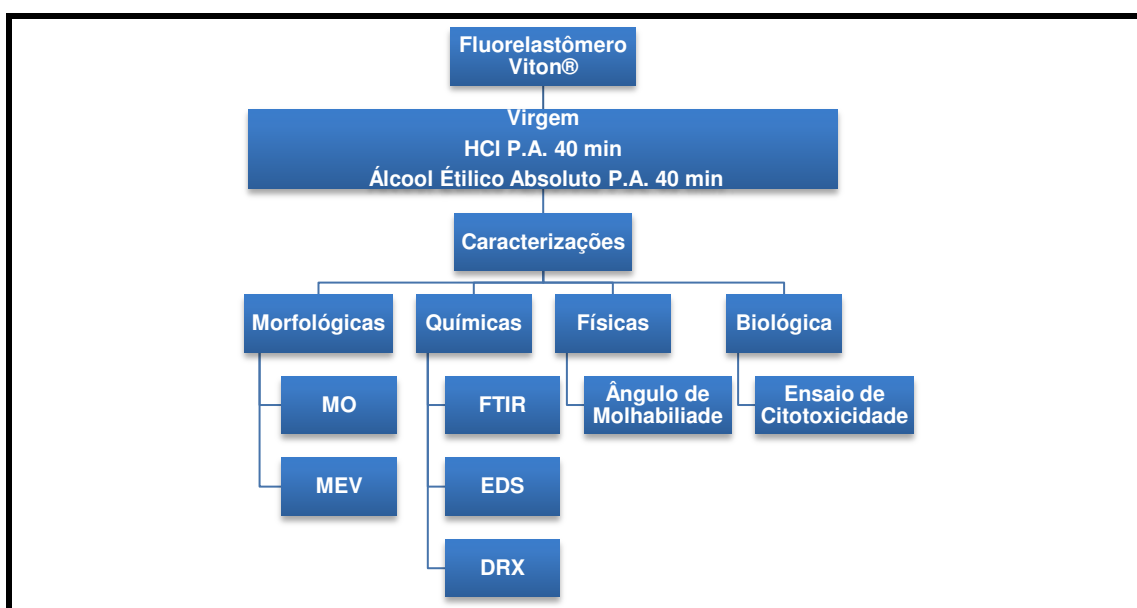 Fluorelastômero
Viton®
Virgem
HCl P.A. 40 min
Álcool Étilico Absoluto P.A. 40 min
Caracterizações
Morfológicas
Químicas
Físicas
Biológica
MO
FTIR
Ângulo de
Molhabiliade
Ensaio de
Citotoxicidade
MEV
EDS
DRX